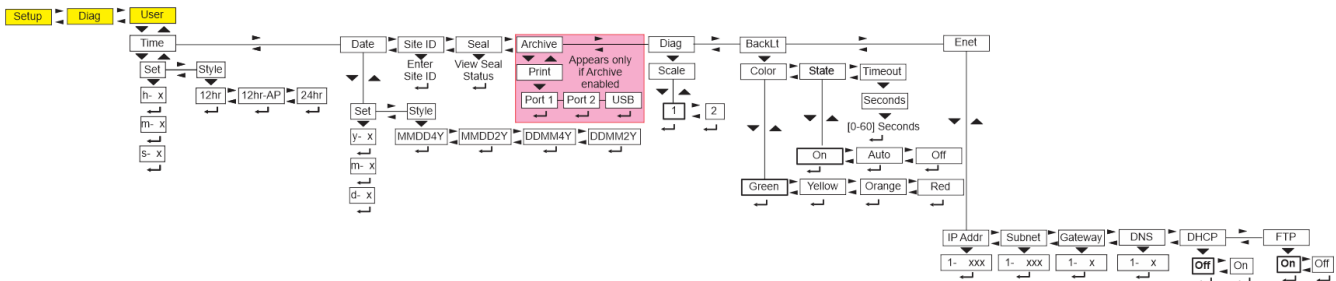 Setup Diag User
Time Date Site ID Seal Archive Diag BackLt Enet
Enter
Site ID
View Seal
Status
Appears only
if Archive
enabled
Set Style
Print
Scale
Color State Timeout
h- x
12hr 12hr-AP 24hr
Port 1 Port 2 USB
Seconds
m- x
Set Style
1 2
[0-60] Seconds
s- x
y- x
MMDD4Y MMDD2Y DDMM4Y DDMM2Y
On Auto Off
m- x
d- x
Green Yellow Orange Red
IP Addr Subnet Gateway DNS DHCP FTP
1- xxx 1- xxx 1- x 1- x Off On On Off